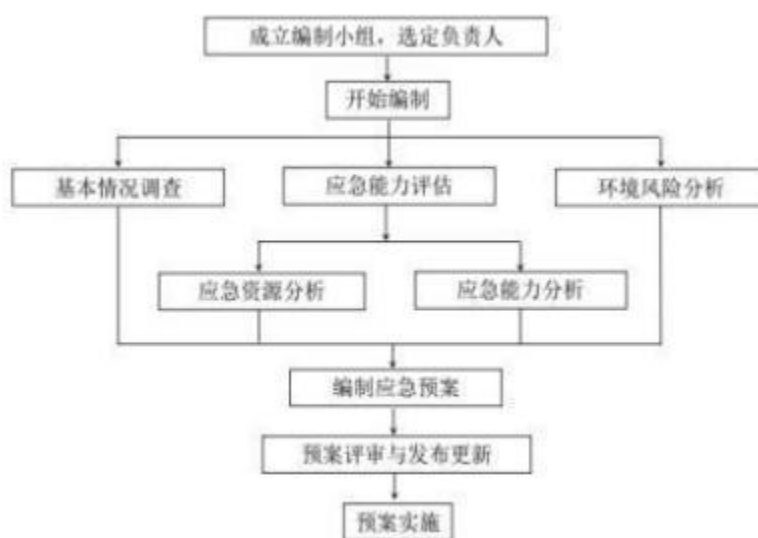 成立编制小组，选定负责人
开始编制
基本情况调查
应急能力评估
环境风险分析
应急资源分析
应急能力分析
编制应急预案
预案评审与发布更新
预案实施